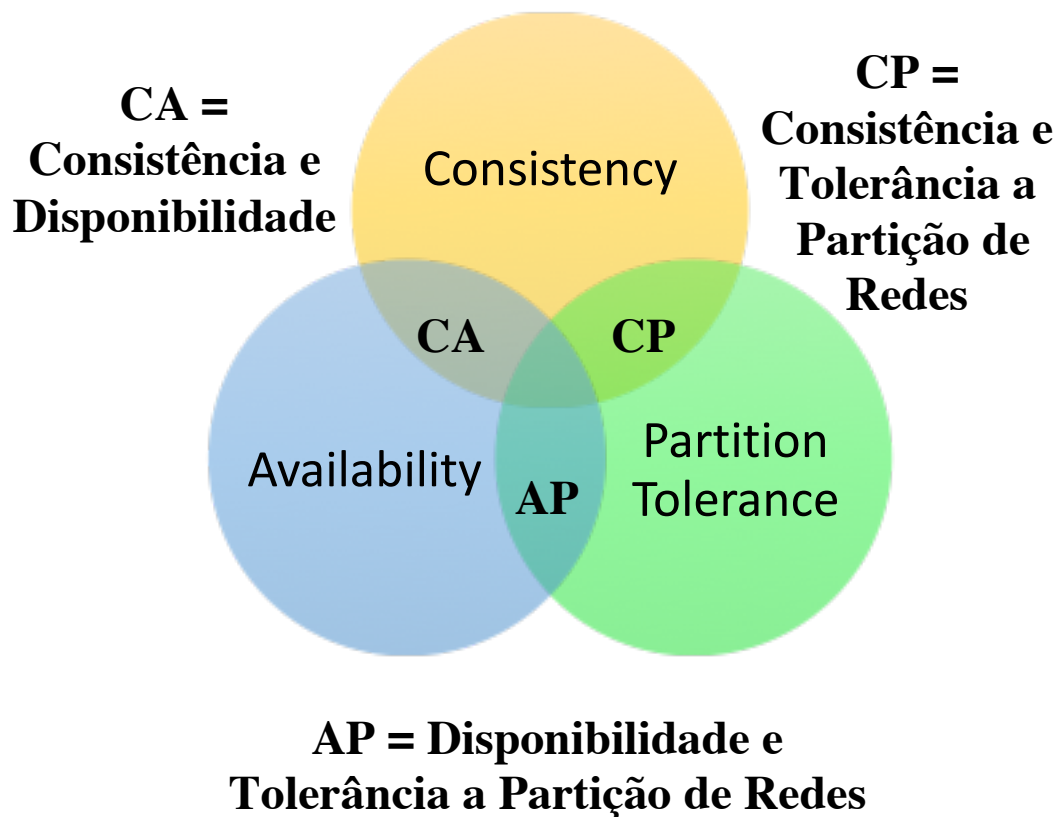 CA =
Consistência e
Disponibilidade
CP =
Consistência e
Tolerância a
Partição de
Redes
Consistency
CA
CP
Availability
Partition
Tolerance
AP
AP = Disponibilidade e
Tolerância a Partição de Redes